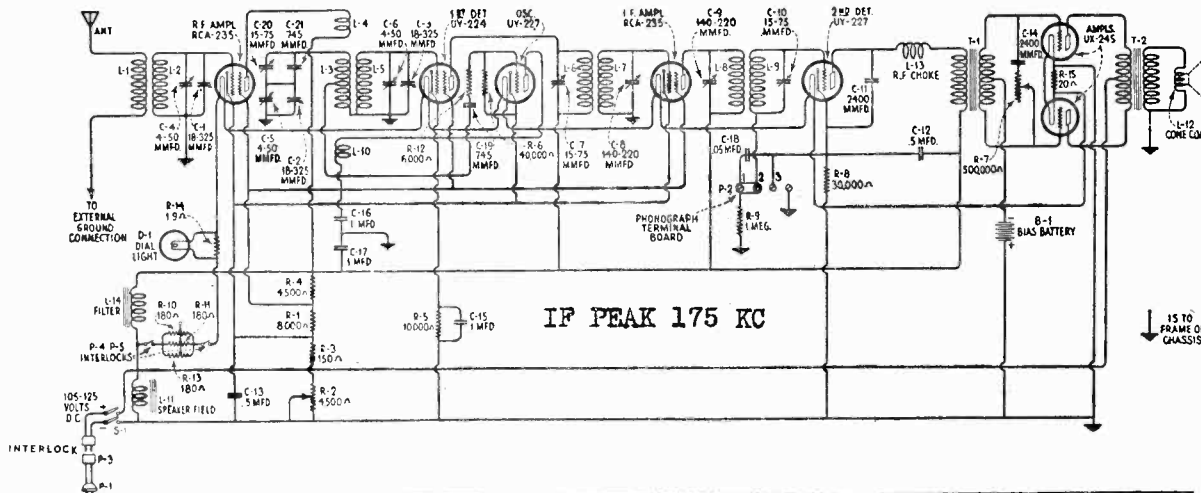 ANT
L-1
L-2
C-4
4-50
MMFD.
C-1
18-325
MMFD.
R.F. AMPL.
RCA-235
C-20
15-75
MMFD.
C-21
745
MMFD.
L-4
C-5
4-50
MMFD.
C-2
18-325
MMFD.
L-3
L-5
C-6
4-50
MMFD.
C-3
18-325
MMFD.
1ST DET.
UY-224
OSC.
UY-227
L-10
R-12
6,000Ω
C-19
745
MMFD.
R-6
40,000Ω
L-6
L-7
C-7
15-75
MMFD.
C-8
140-220
MMFD.
I.F. AMPL.
RCA-235
C-9
140-220
MMFD.
C-10
15-75
MMFD.
L-8
L-9
2ND DET.
UY-227
C-11
2400
MMFD
L-13
R.F CHOKE
T-1
C-14
2400
MMFD.
R-15
20Ω
AMPLS.
UX-245
T-2
L-12
CONE CO
R-7
500,000Ω
C-18
.05 MFD.
C-12
.5 MFD.
P-2
1
2
3
PHONOGRAPH
TERMINAL
BOARD
R-9
1 MEG.
R-8
30,000Ω
B-1
BIAS BATTERY
TO
EXTERNAL
GROUND
CONNECTION
R-14
1.9Ω
D-1
DIAL
LIGHT
C-16
1 MFD
C-17
1 MFD.
L-14
FILTER
R-10
180Ω
R-11
180Ω
P-4 P-5
INTERLOCKS
R-13
180Ω
R-4
4500Ω
R-1
8,000Ω
R-3
150Ω
R-2
4500Ω
R-5
10,000Ω
C-15
1 MFD
IF PEAK 175 KC
IS TO
FRAME O
CHASSIS
105-125
VOLTS
D.C.
+
S-1
L-11
SPEAKER FIELD
C-13
.5 MFD
INTERLOCK
P-3
P-1